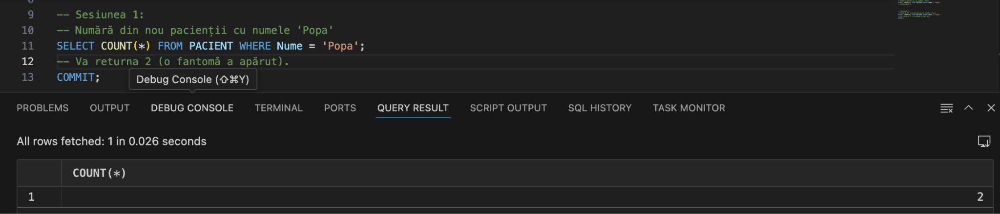 9 -- Sesiunea 1:
10 -- Numără din nou pacienții cu numele 'Popa'
11 SELECT COUNT(*) FROM PACIENT WHERE Nume = 'Popa';
12 -- Va returna 2 (o fantomă a apărut).
13 COMMIT;
Debug Console (⇧⌘Y)
PROBLEMS OUTPUT DEBUG CONSOLE TERMINAL PORTS QUERY RESULT SCRIPT OUTPUT SQL HISTORY TASK MONITOR
All rows fetched: 1 in 0.026 seconds
COUNT(*)
1 2